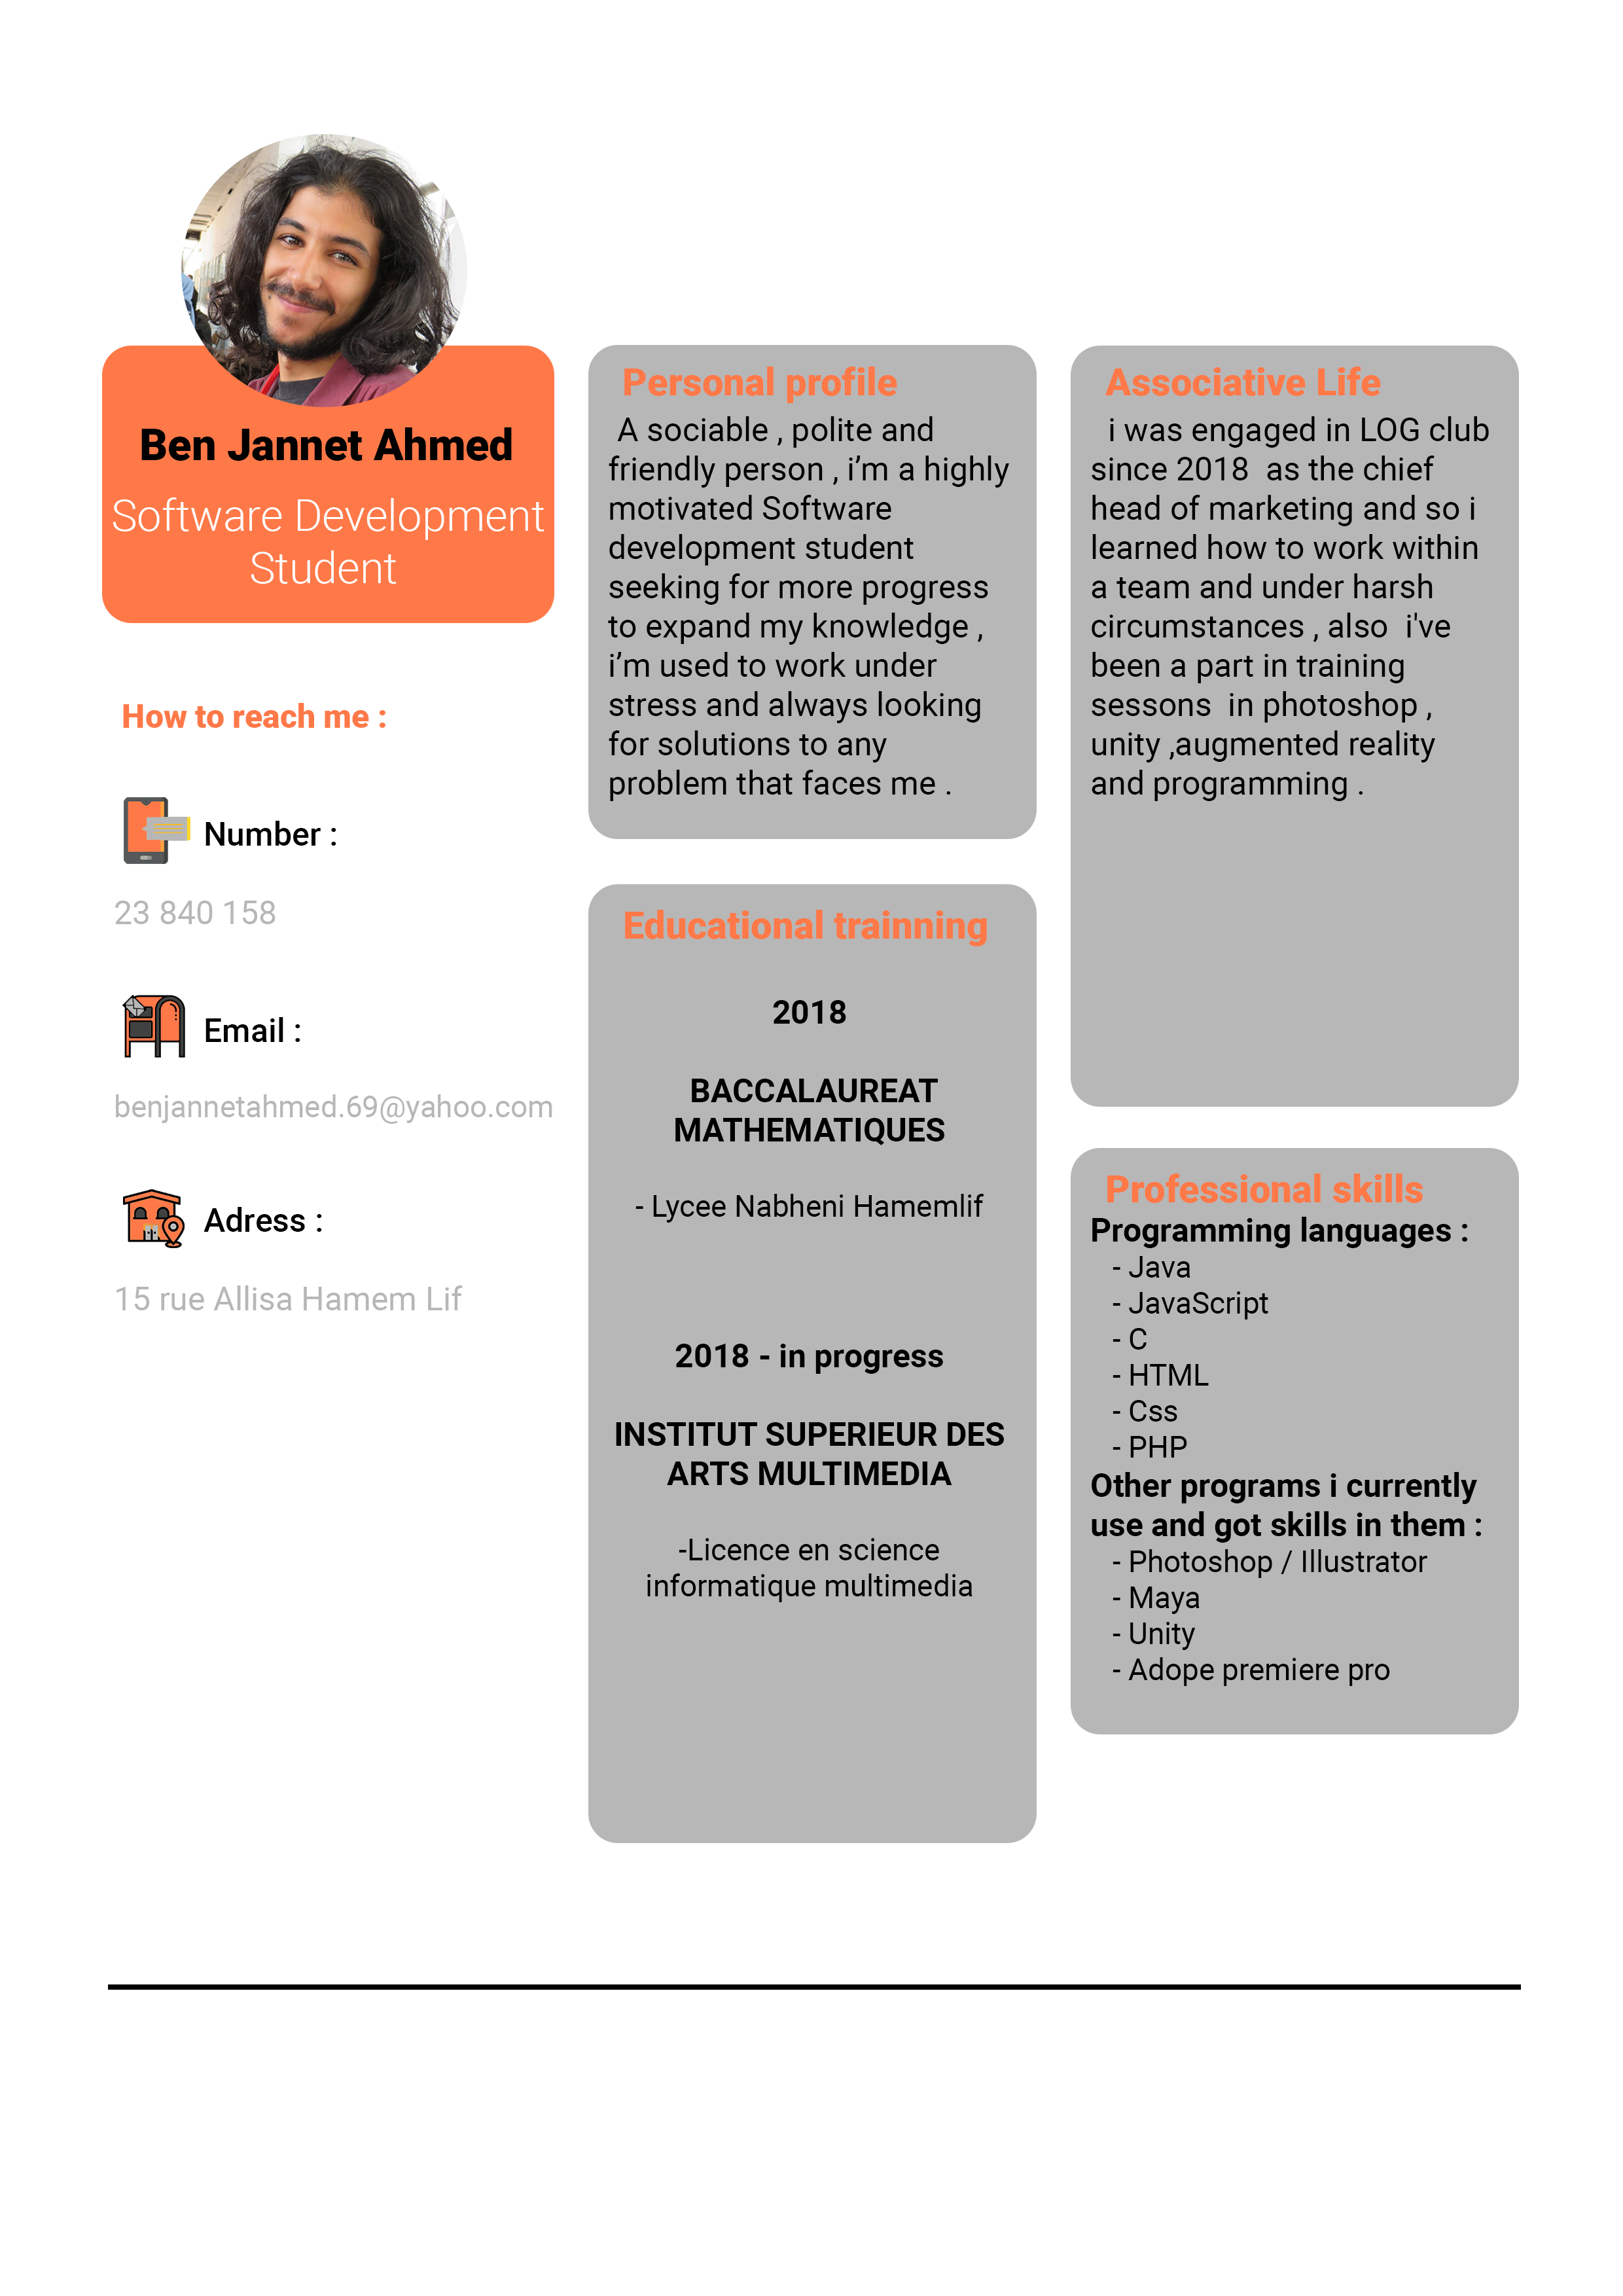 Ben Jannet Ahmed
Software Development
Student
How to reach me :
Number :
23 840 158
Email :
benjannetahmed.69@yahoo.com
Adress :
15 rue Allisa Hamem Lif
Personal profile
A sociable , polite and
friendly person , i’m a highly
motivated Software
development student
seeking for more progress
to expand my knowledge ,
i’m used to work under
stress and always looking
for solutions to any
problem that faces me .
Educational trainning
2018
BACCALAUREAT
MATHEMATIQUES
- Lycee Nabheni Hamemlif
2018 - in progress
INSTITUT SUPERIEUR DES
ARTS MULTIMEDIA
-Licence en science
informatique multimedia
Associative Life
i was engaged in LOG club
since 2018  as the chief
head of marketing and so i
learned how to work within
a team and under harsh
circumstances , also  i've
been a part in training
sessons  in photoshop ,
unity ,augmented reality
and programming .
Professional skills
Programming languages :
- Java
- JavaScript
- C
- HTML
- Css
- PHP
Other programs i currently
use and got skills in them :
- Photoshop / Illustrator
- Maya
- Unity
- Adope premiere pro